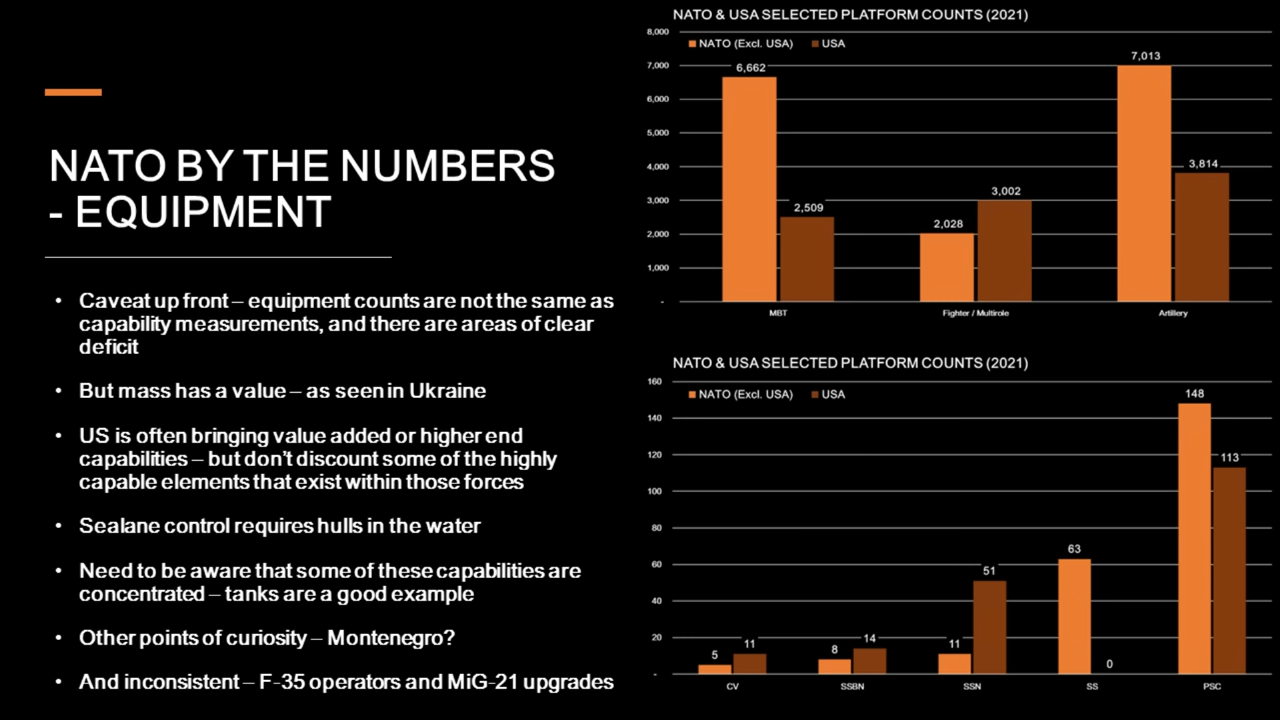 NATO BY THE NUMBERS
- EQUIPMENT
• Caveat up front – equipment counts are not the same as
capability measurements, and there are areas of clear
deficit
• But mass has a value – as seen in Ukraine
• US is often bringing value added or higher end
capabilities – but don't discount some of the highly
capable elements that exist within those forces
• Sealane control requires hulls in the water
• Need to be aware that some of these capabilities are
concentrated – tanks are a good example
• Other points of curiosity – Montenegro?
• And inconsistent – F-35 operators and MiG-21 upgrades
NATO & USA SELECTED PLATFORM COUNTS (2021)
NATO (Excl. USA) USA
8,000
7,000
6,000
5,000
4,000
3,000
2,000
1,000
-
6,662
2,509
2,028
3,002
7,013
3,814
MBT Fighter / Multirole Artillery
NATO & USA SELECTED PLATFORM COUNTS (2021)
NATO (Excl. USA) USA
160
140
120
100
80
60
40
20
-
5
11
8
14
11
51
63
0
148
113
CV SSBN SSN SS PSC